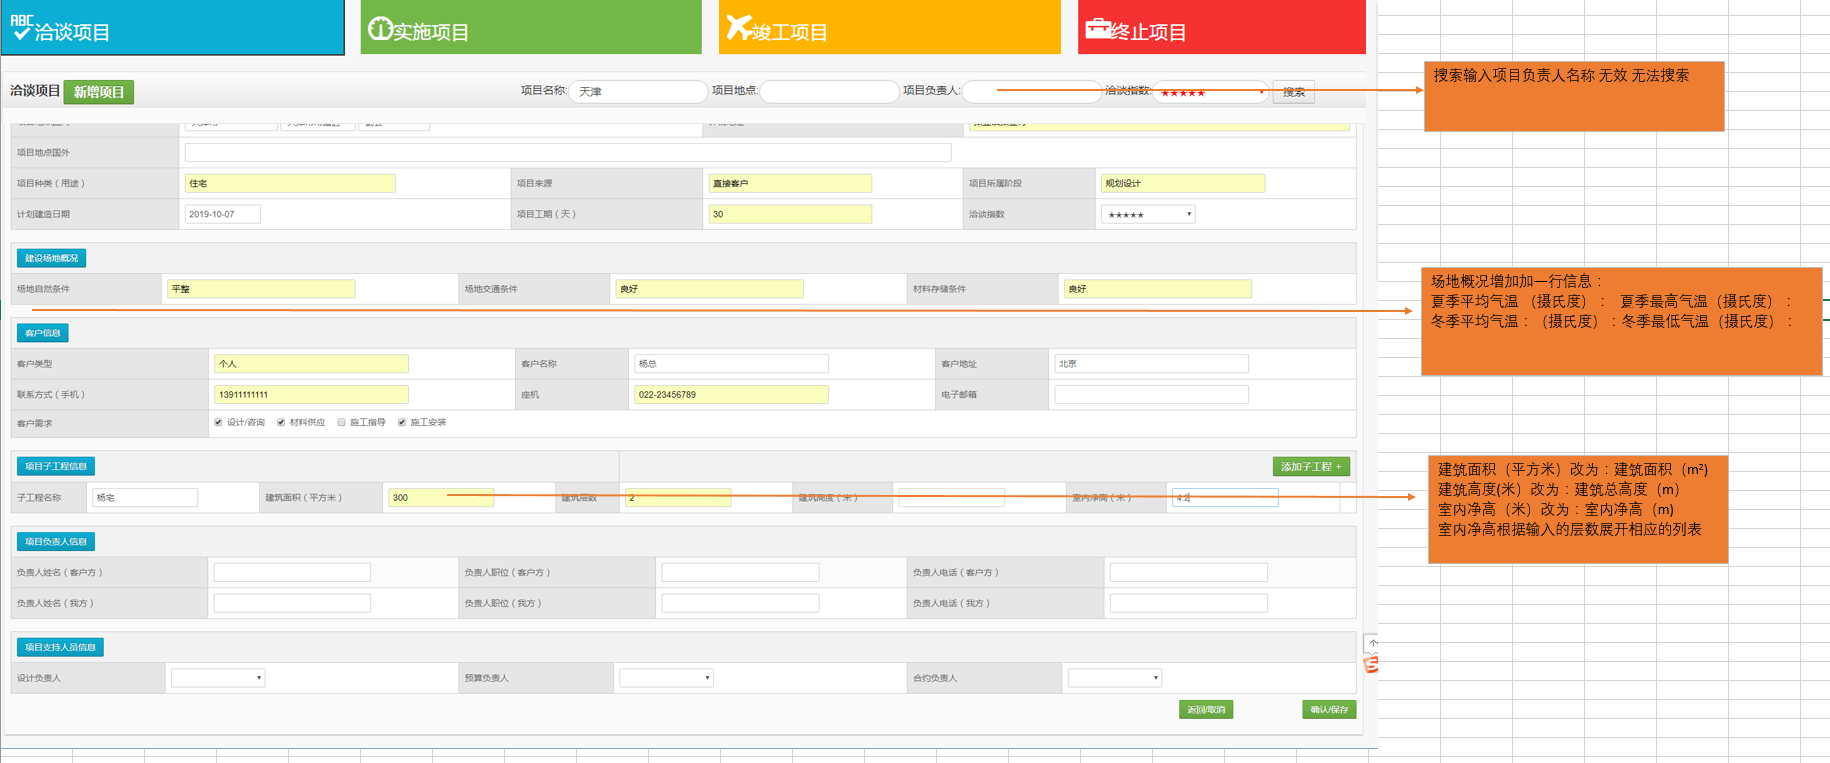 ABC
洽谈项目
实施项目
竣工项目
终止项目
洽谈项目 新增项目 项目名称: 天津 项目地点: 项目负责人: 洽谈指数: ★★★★★ 搜索
搜索输入项目负责人名称 无效 无法搜索
项目地点国外
项目种类（用途） 住宅 项目来源 直接客户 项目所属阶段 规划设计
计划建造日期 2019-10-07 项目工期（天） 30 洽谈指数 ★★★★★
建设场地概况
场地自然条件 平整 场地交通条件 良好 材料存储条件 良好
场地概况增加加一行信息：
夏季平均气温 （摄氏度）： 夏季最高气温（摄氏度）：
冬季平均气温：（摄氏度）：冬季最低气温（摄氏度）：
客户信息
客户类型 个人 客户名称 杨总 客户地址 北京
联系方式（手机） 13911111111 座机 022-23456789 电子邮箱
客户需求 设计/咨询 材料供应 施工指导 施工安装
项目子工程信息 添加子工程 +
子工程名称 杨宅 建筑面积（平方米） 300 建筑层数 2 建筑高度（米） 室内净高（米） 4.2
建筑面积（平方米）改为：建筑面积（m²)
建筑高度(米）改为：建筑总高度（m）
室内净高（米）改为：室内净高（m)
室内净高根据输入的层数展开相应的列表
项目负责人信息
负责人姓名（客户方） 负责人职位（客户方） 负责人电话（客户方）
负责人姓名（我方） 负责人职位（我方） 负责人电话（我方）
项目支持人员信息
设计负责人 预算负责人 合约负责人
返回/取消 确认/保存